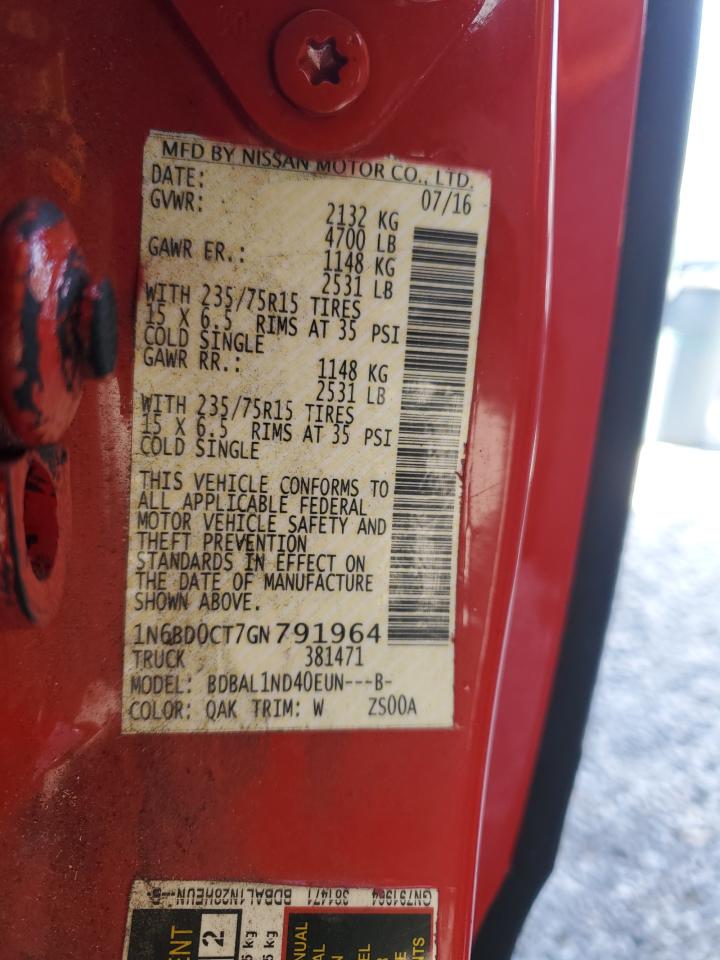 MFD BY NISSAN MOTOR CO., LTD.
DATE: 07/16
GVWR: 2132 KG
4700 LB
GAWR FR.: 1148 KG
2531 LB
WITH 235/75R15 TIRES
15 X 6.5 RIMS AT 35 PSI
COLD SINGLE
GAWR RR.: 1148 KG
2531 LB
WITH 235/75R15 TIRES
15 X 6.5 RIMS AT 35 PSI
COLD SINGLE
THIS VEHICLE CONFORMS TO
ALL APPLICABLE FEDERAL
MOTOR VEHICLE SAFETY AND
THEFT PREVENTION
STANDARDS IN EFFECT ON
THE DATE OF MANUFACTURE
SHOWN ABOVE.
1N6BD0CT7GN791964
TRUCK 381471
MODEL: BDBAL1ND40EUN---B-
COLOR: QAK TRIM: W ZS00A
GN791964 381471
2